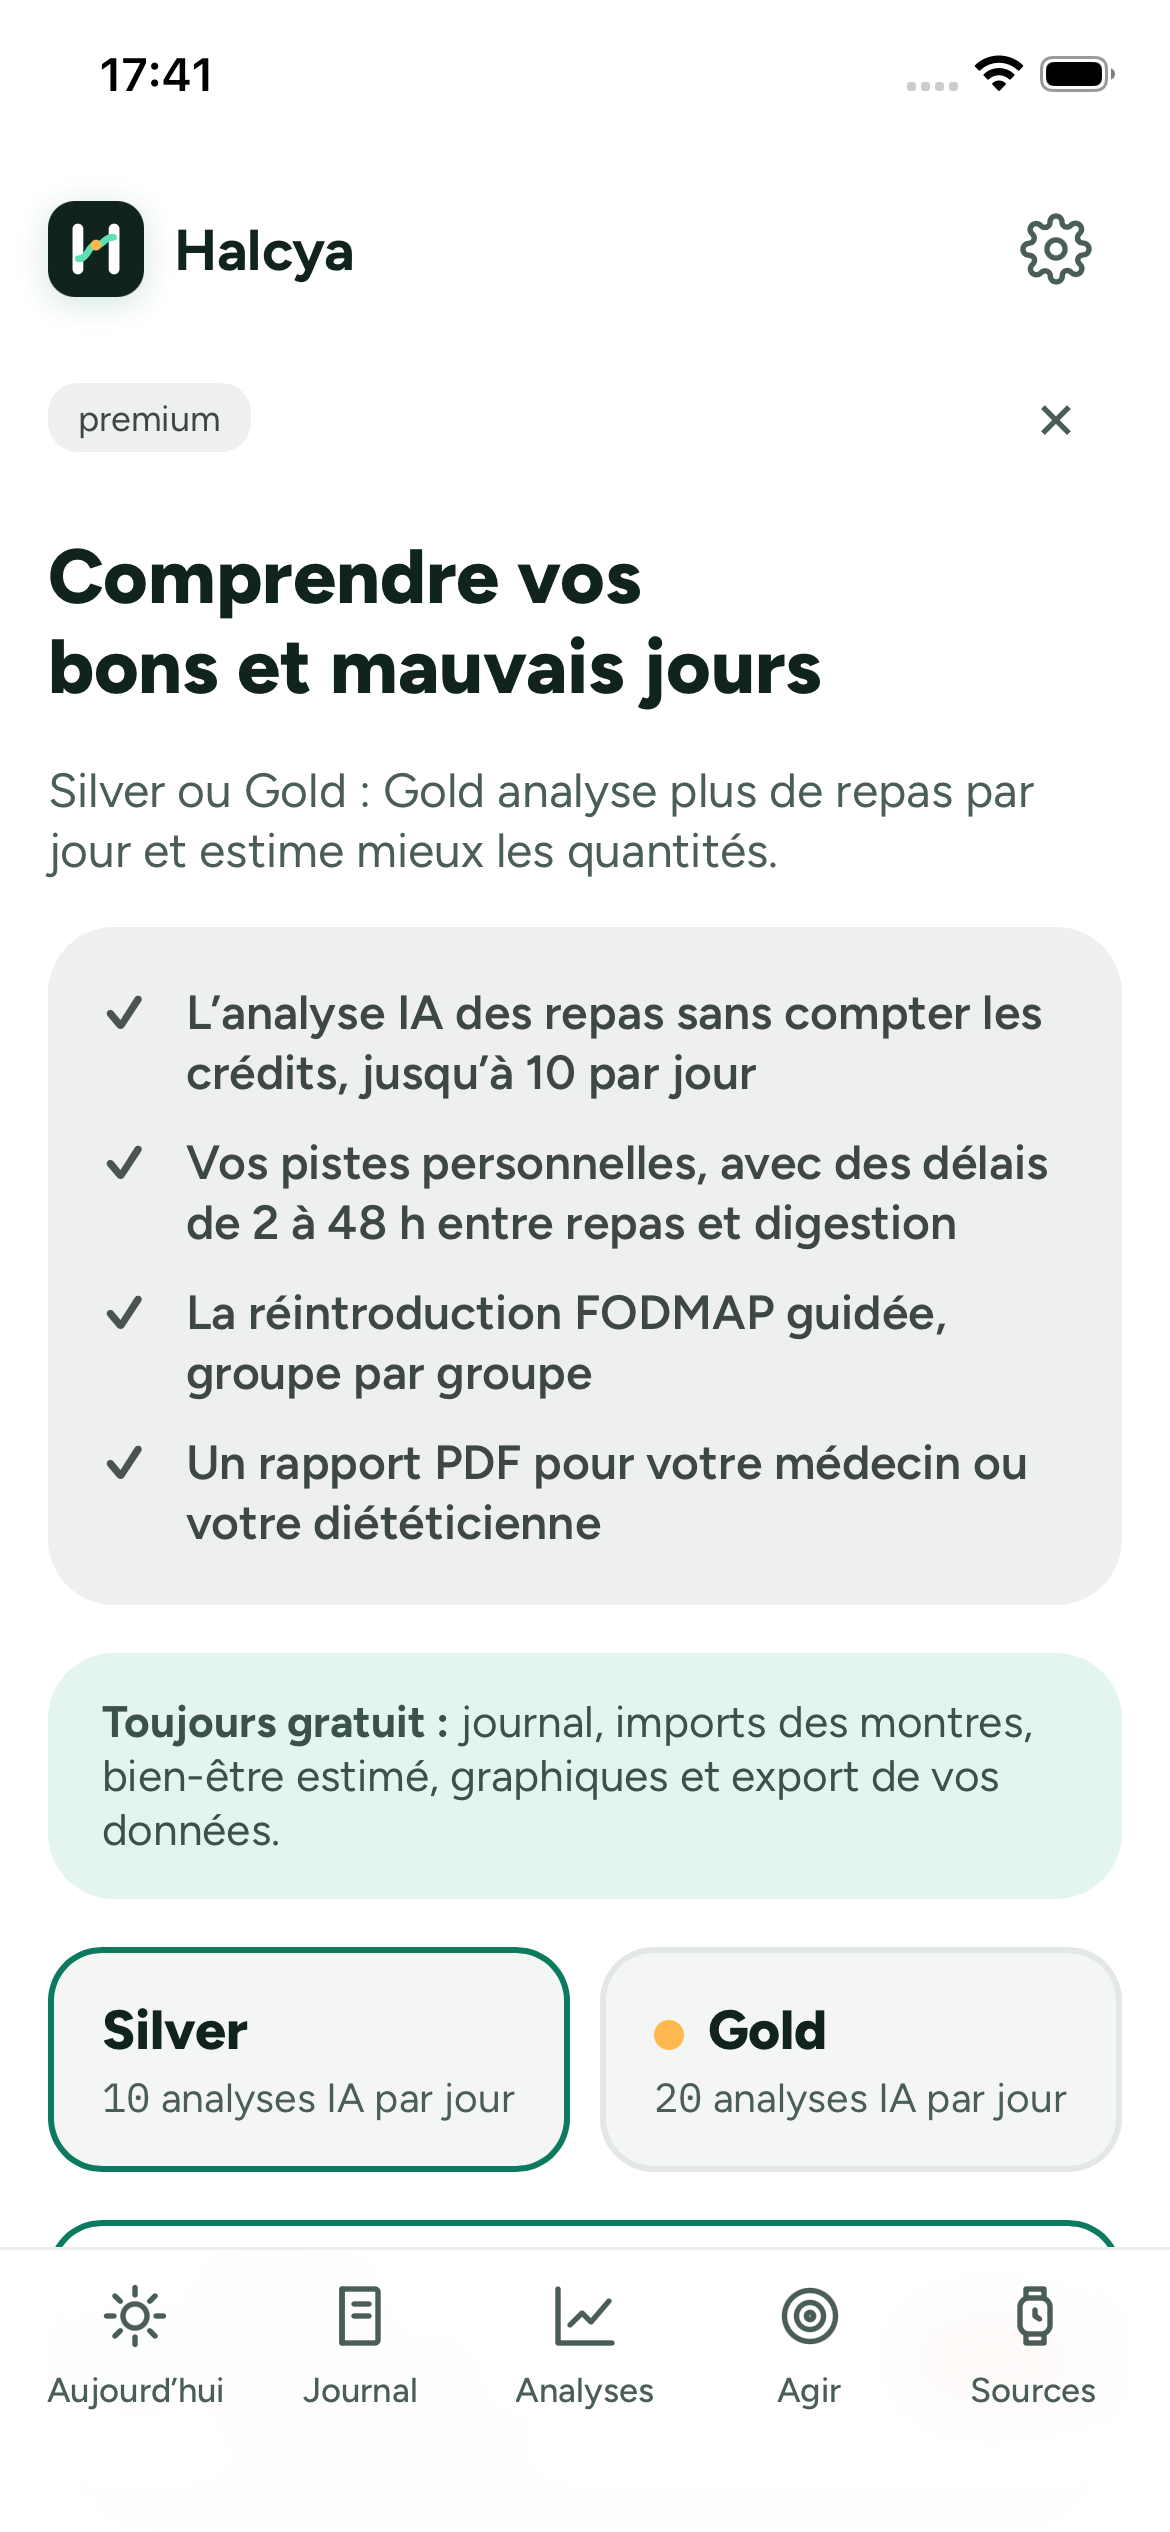 17:41
Halcya
premium
Comprendre vos
bons et mauvais jours
Silver ou Gold : Gold analyse plus de repas par
jour et estime mieux les quantités.
L’analyse IA des repas sans compter les
crédits, jusqu’à 10 par jour
Vos pistes personnelles, avec des délais
de 2 à 48 h entre repas et digestion
La réintroduction FODMAP guidée,
groupe par groupe
Un rapport PDF pour votre médecin ou
votre diététicienne
Toujours gratuit : journal, imports des montres,
bien-être estimé, graphiques et export de vos
données.
Silver
10 analyses IA par jour
Gold
20 analyses IA par jour
Aujourd’hui
Journal
Analyses
Agir
Sources